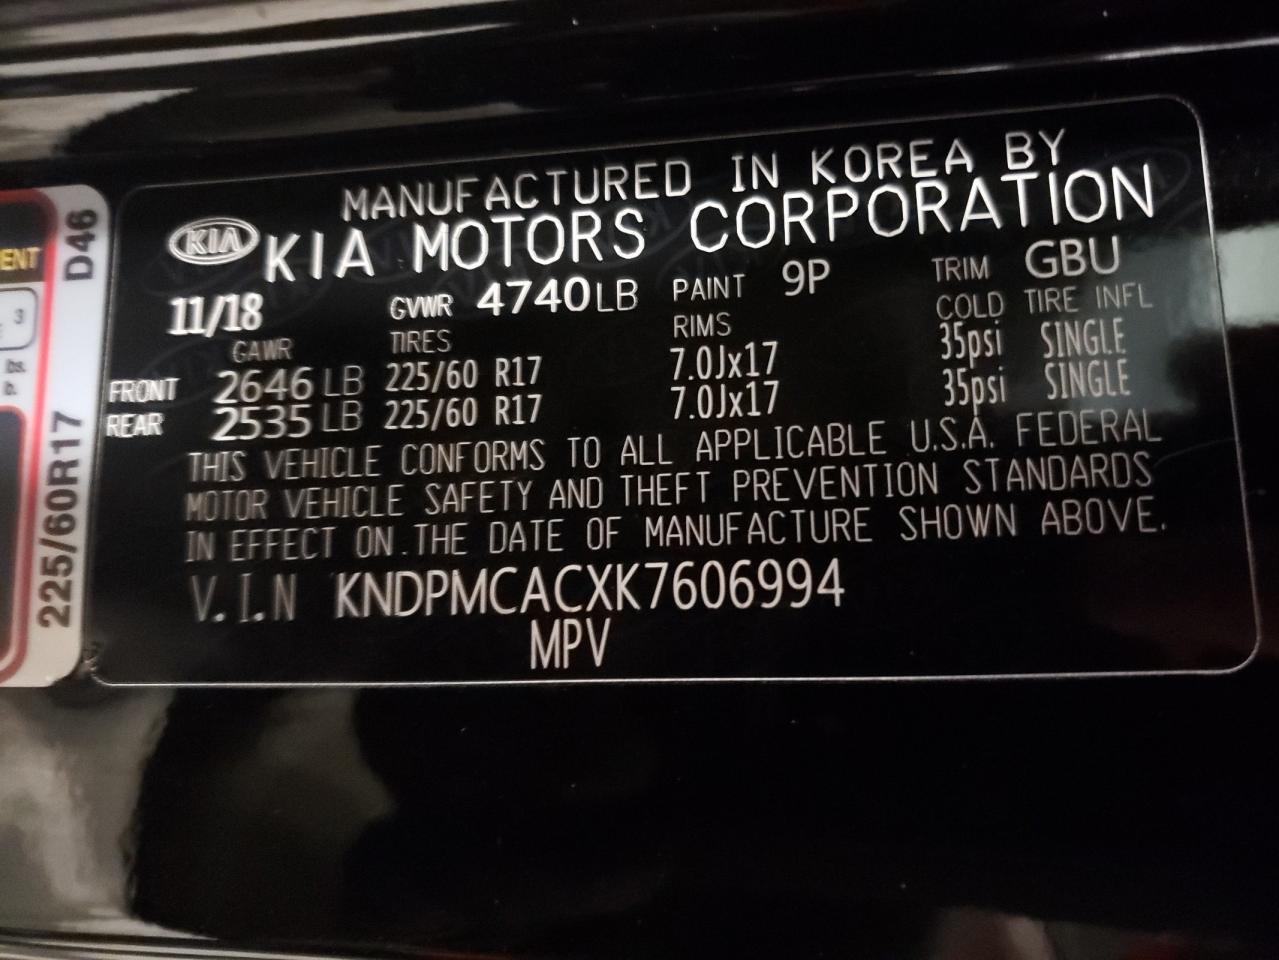 MANUFACTURED IN KOREA BY
KIA KIA MOTORS CORPORATION
11/18 GVWR 4740LB PAINT 9P TRIM GBU
GAWR TIRES RIMS COLD TIRE INFL
FRONT 2646 LB 225/60 R17 7.0Jx17 35psi SINGLE
REAR 2535 LB 225/60 R17 7.0Jx17 35psi SINGLE
THIS VEHICLE CONFORMS TO ALL APPLICABLE U.S.A. FEDERAL
MOTOR VEHICLE SAFETY AND THEFT PREVENTION STANDARDS
IN EFFECT ON THE DATE OF MANUFACTURE SHOWN ABOVE.
V.I.N KNDPMCACXK7606994
MPV
225/60R17 D46
3
lbs.